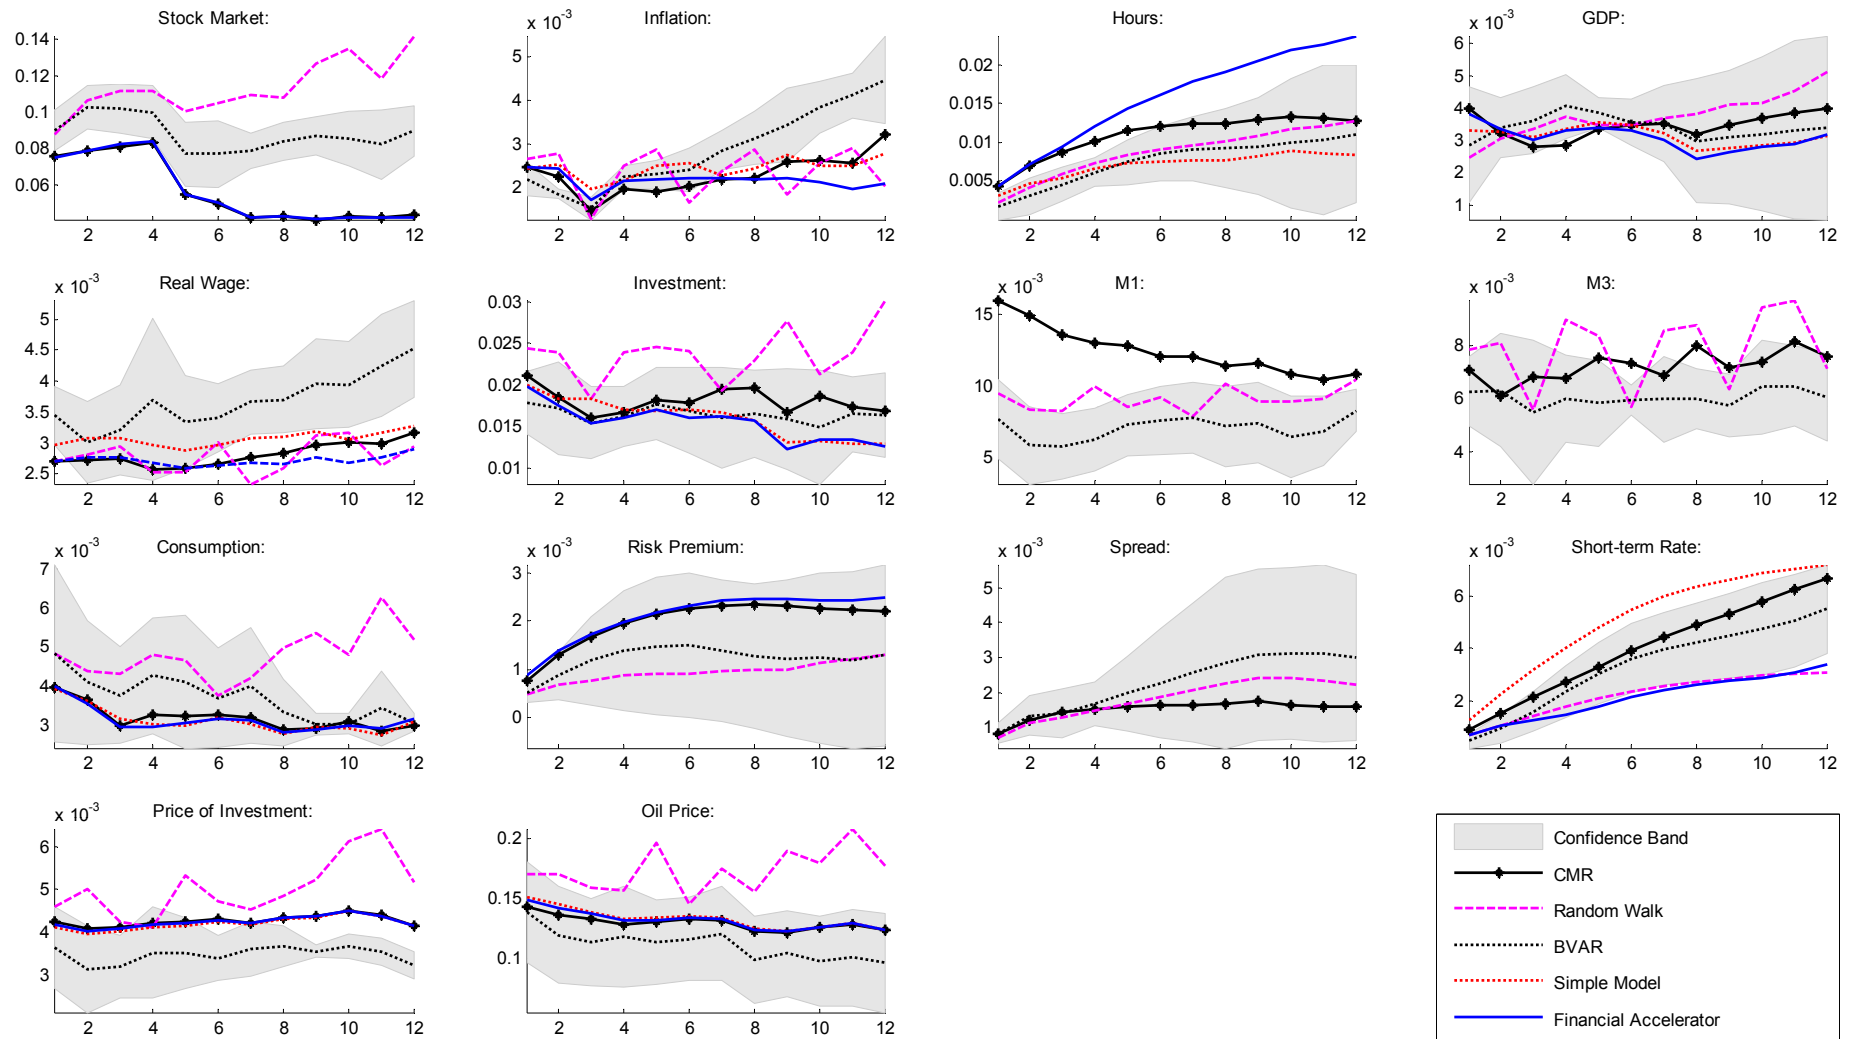 Stock Market:
0.14
0.12
0.1
0.08
0.06
2 4 6 8 10 12
Inflation:
x 10-3
5
4
3
2
2 4 6 8 10 12
Hours:
0.02
0.015
0.01
0.005
2 4 6 8 10 12
GDP:
x 10-3
6
5
4
3
2
1
2 4 6 8 10 12
Real Wage:
x 10-3
5
4.5
4
3.5
3
2.5
2 4 6 8 10 12
Investment:
0.03
0.025
0.02
0.015
0.01
2 4 6 8 10 12
M1:
x 10-3
15
10
5
2 4 6 8 10 12
M3:
x 10-3
8
6
4
2 4 6 8 10 12
Consumption:
x 10-3
7
6
5
4
3
2 4 6 8 10 12
Risk Premium:
x 10-3
3
2
1
0
2 4 6 8 10 12
Spread:
x 10-3
5
4
3
2
1
2 4 6 8 10 12
Short-term Rate:
x 10-3
6
4
2
2 4 6 8 10 12
Price of Investment:
x 10-3
6
5
4
3
2 4 6 8 10 12
Oil Price:
0.2
0.15
0.1
2 4 6 8 10 12
Confidence Band
CMR
Random Walk
BVAR
Simple Model
Financial Accelerator